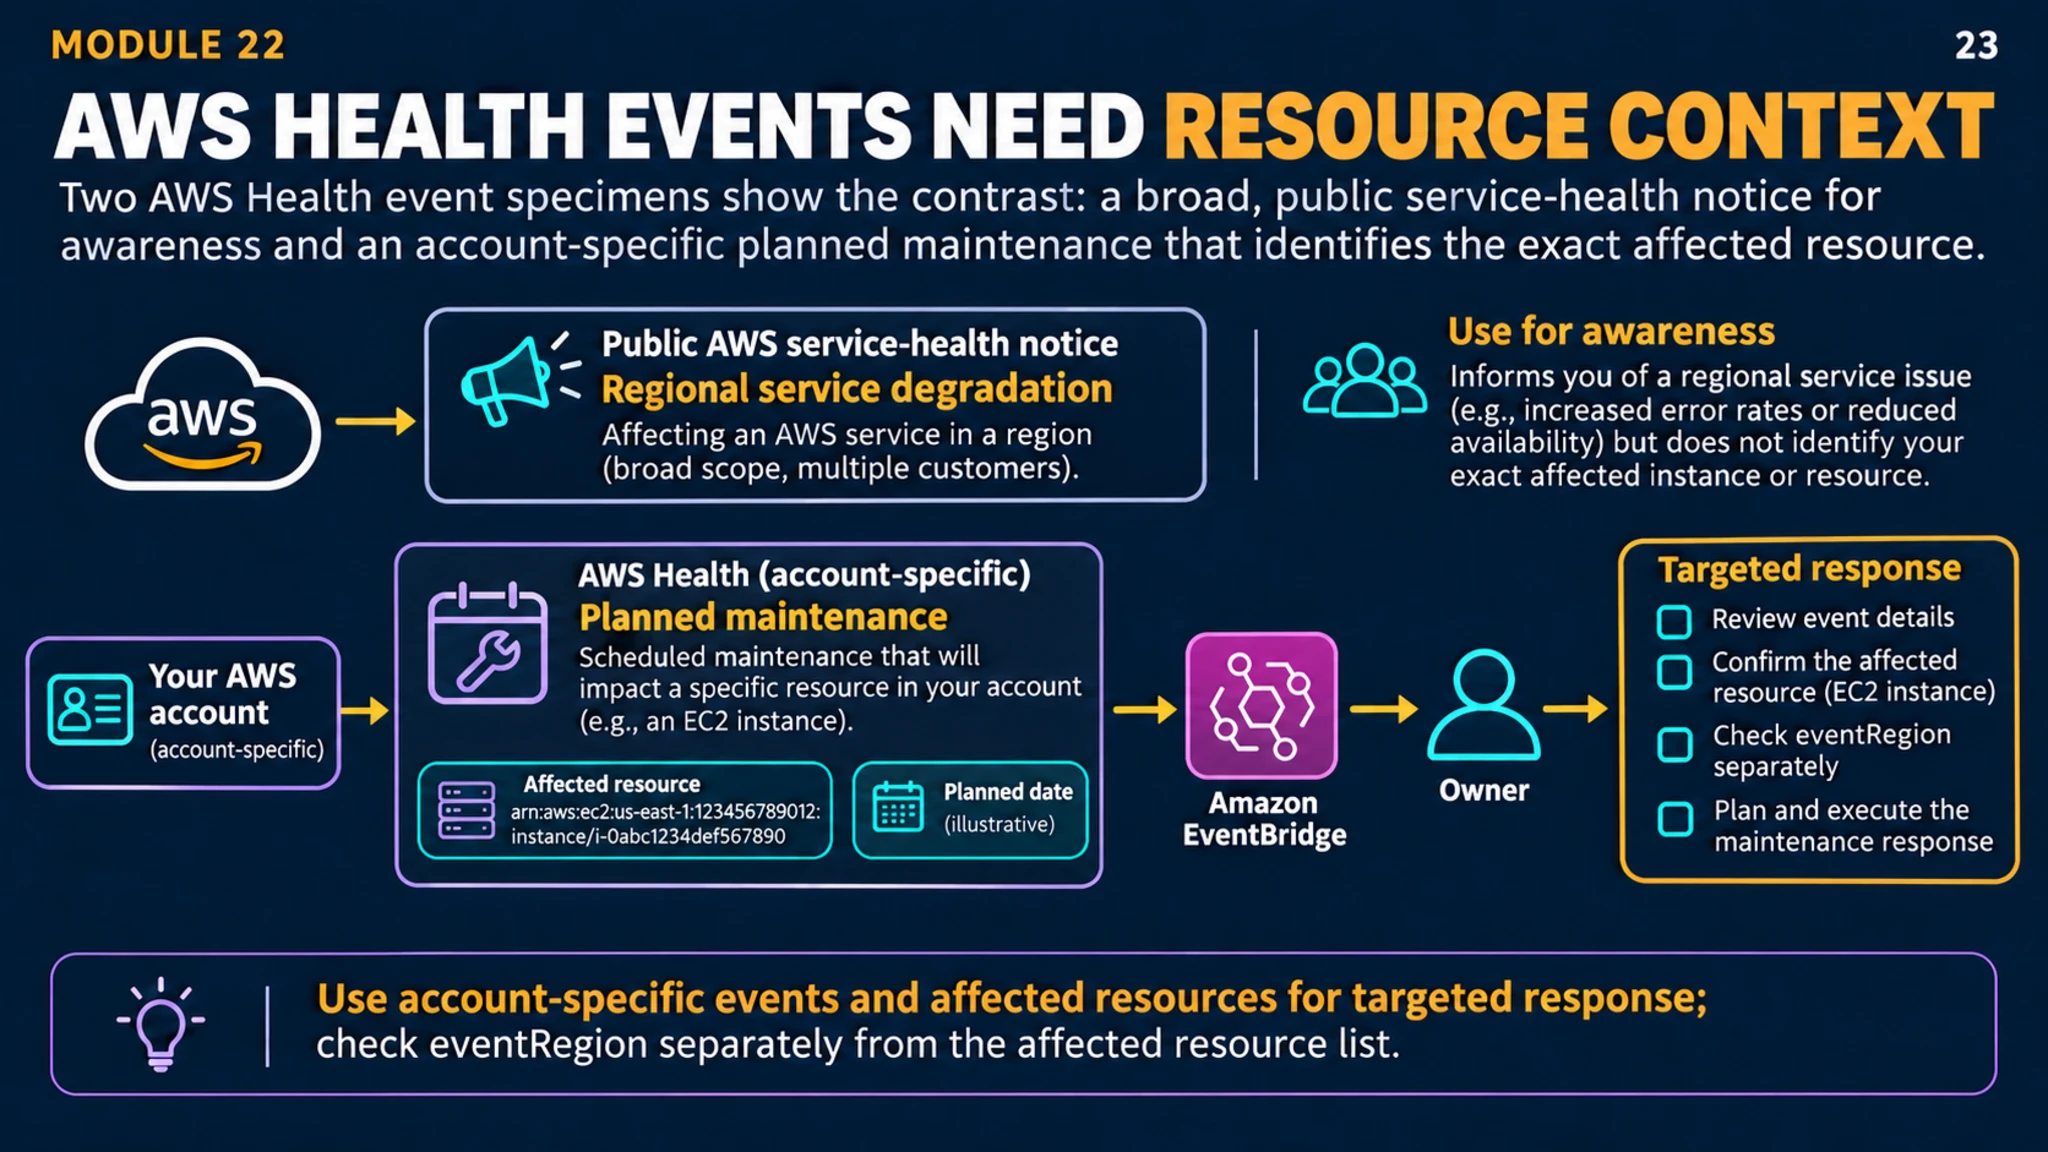 MODULE 22
23
AWS HEALTH EVENTS NEED RESOURCE CONTEXT
Two AWS Health event specimens show the contrast: a broad, public service-health notice for
awareness and an account-specific planned maintenance that identifies the exact affected resource.
aws
Public AWS service-health notice
Regional service degradation
Affecting an AWS service in a region
(broad scope, multiple customers).
Use for awareness
Informs you of a regional service issue
(e.g., increased error rates or reduced
availability) but does not identify your
exact affected instance or resource.
Your AWS
account
(account-specific)
AWS Health (account-specific)
Planned maintenance
Scheduled maintenance that will
impact a specific resource in your account
(e.g., an EC2 instance).
Affected resource
arn:aws:ec2:us-east-1:123456789012:
instance/i-0abc1234def567890
Planned date
(illustrative)
Amazon
EventBridge
Owner
Targeted response
Review event details
Confirm the affected
resource (EC2 instance)
Check eventRegion
separately
Plan and execute the
maintenance response
Use account-specific events and affected resources for targeted response;
check eventRegion separately from the affected resource list.